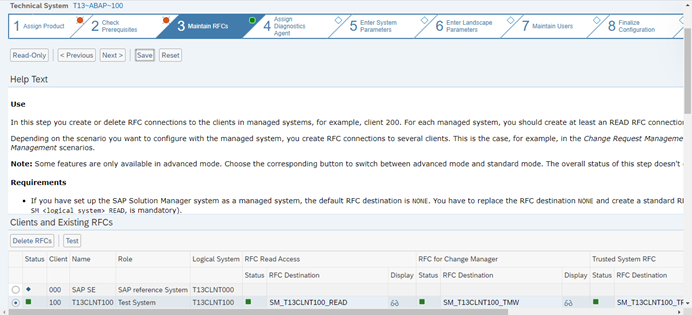 Technical System T13~ABAP~100
1 Assign Product
2 Check Prerequisites
3 Maintain RFCs
4 Assign Diagnostics Agent
5 Enter System Parameters
6 Enter Landscape Parameters
7 Maintain Users
8 Finalize Configuration
Read-Only < Previous Next > Save Reset
Help Text
Use
In this step you create or delete RFC connections to the clients in managed systems, for example, client 200. For each managed system, you should create at least an READ RFC connection
Depending on the scenario you want to configure with the managed system, you create RFC connections to several clients. This is the case, for example, in the Change Request Manageme
Management scenarios.
Note: Some features are only available in advanced mode. Choose the corresponding button to switch between advanced mode and standard mode. The overall status of this step doesn't
Requirements
• If you have set up the SAP Solution Manager system as a managed system, the default RFC destination is NONE. You have to replace the RFC destination NONE and create a standard RF
SM <logical system> READ, is mandatory).
Clients and Existing RFCs
Delete RFCs Test
Status Client Name Role Logical System RFC Read Access RFC for Change Manager Trusted System RFC
Status RFC Destination Display Status RFC Destination Display Status RFC Destination
000 SAP SE SAP reference System T13CLNT000
100 T13CLNT100 Test System T13CLNT100 SM_T13CLNT100_READ SM_T13CLNT100_TMW SM_T13CLNT100_TR